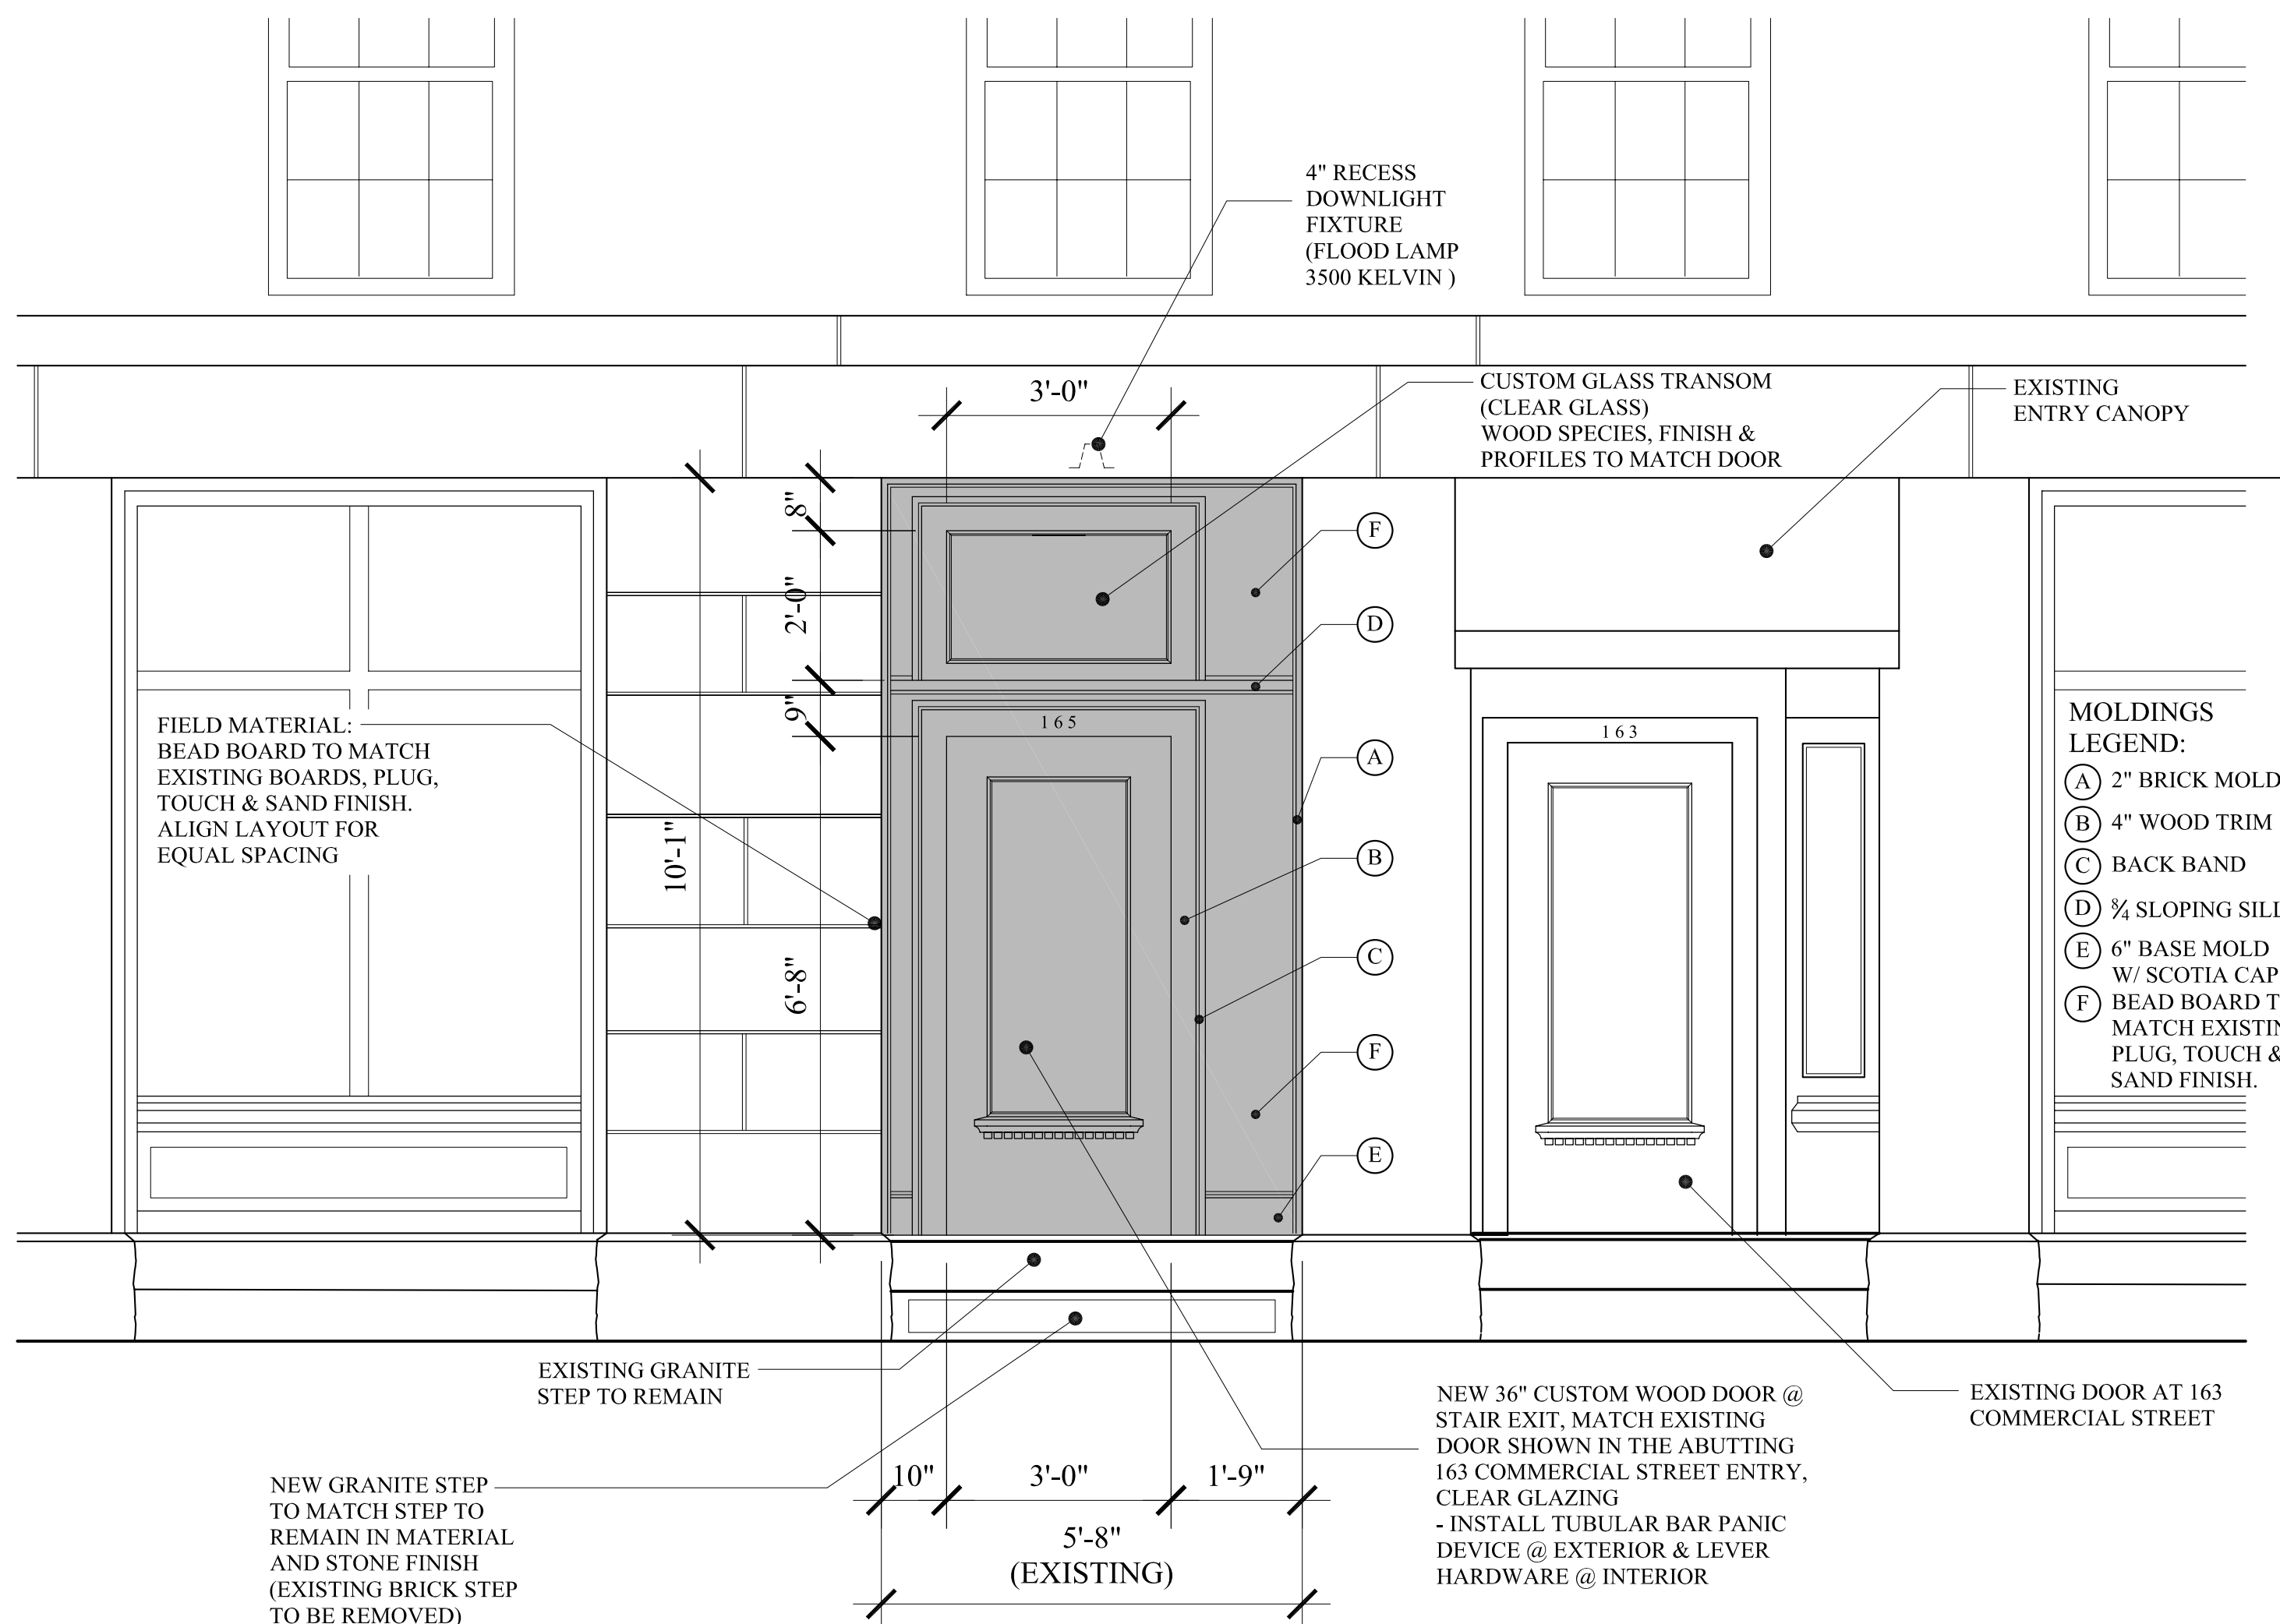 4" RECESS
DOWNLIGHT
FIXTURE
(FLOOD LAMP
3500 KELVIN )
3'-0"
CUSTOM GLASS TRANSOM
(CLEAR GLASS)
WOOD SPECIES, FINISH &
PROFILES TO MATCH DOOR
EXISTING
ENTRY CANOPY
8"
2'-0"
9"
10'-1"
6'-8"
F
D
A
B
C
F
E
165
163
FIELD MATERIAL:
BEAD BOARD TO MATCH
EXISTING BOARDS, PLUG,
TOUCH & SAND FINISH.
ALIGN LAYOUT FOR
EQUAL SPACING
MOLDINGS
LEGEND:
A 2" BRICK MOLD
B 4" WOOD TRIM
C BACK BAND
D 8/4 SLOPING SILL
E 6" BASE MOLD
W/ SCOTIA CAP
F BEAD BOARD T
MATCH EXISTIN
PLUG, TOUCH &
SAND FINISH.
EXISTING GRANITE
STEP TO REMAIN
NEW GRANITE STEP
TO MATCH STEP TO
REMAIN IN MATERIAL
AND STONE FINISH
(EXISTING BRICK STEP
TO BE REMOVED)
10"
3'-0"
1'-9"
5'-8"
(EXISTING)
NEW 36" CUSTOM WOOD DOOR @
STAIR EXIT, MATCH EXISTING
DOOR SHOWN IN THE ABUTTING
163 COMMERCIAL STREET ENTRY,
CLEAR GLAZING
- INSTALL TUBULAR BAR PANIC
DEVICE @ EXTERIOR & LEVER
HARDWARE @ INTERIOR
EXISTING DOOR AT 163
COMMERCIAL STREET